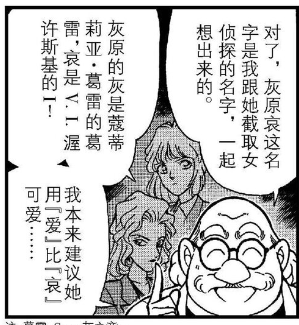 对了，灰原哀这名
字是我跟她截取女
侦探的名字，一起
想出来的。
灰原的灰是蔻蒂
莉亚·葛雷的葛
雷，哀是V.I渥
许斯基的I！
我本来建议她
用『爱』比『哀』
可爱……